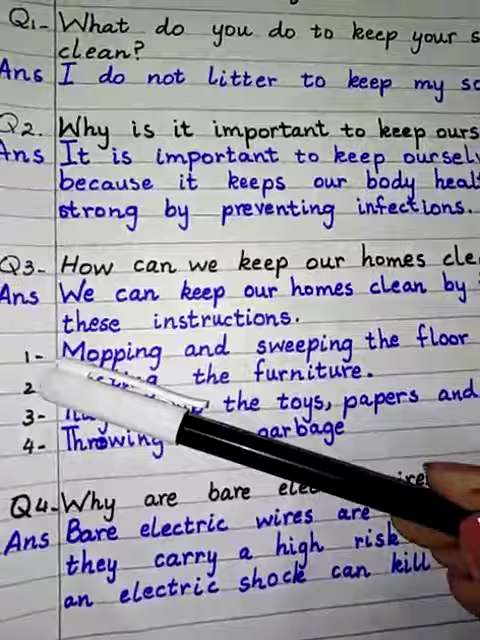 Q1- What do you do to keep your s
clean?
Ans I do not litter to keep my sc
Q2. Why is it important to keep ours
Ans It is important to keep ourselv
because it keeps our body heal
strong by preventing infections.
Q3- How can we keep our homes cle
Ans We can keep our homes clean by
these instructions.
1- Mopping and sweeping the floor
2 the furniture.
3- the toys, papers and
4- Throwing garbage
Q4- Why are bare elec wire
Ans Bare electric wires are
they carry a high risk
an electric shock can kill